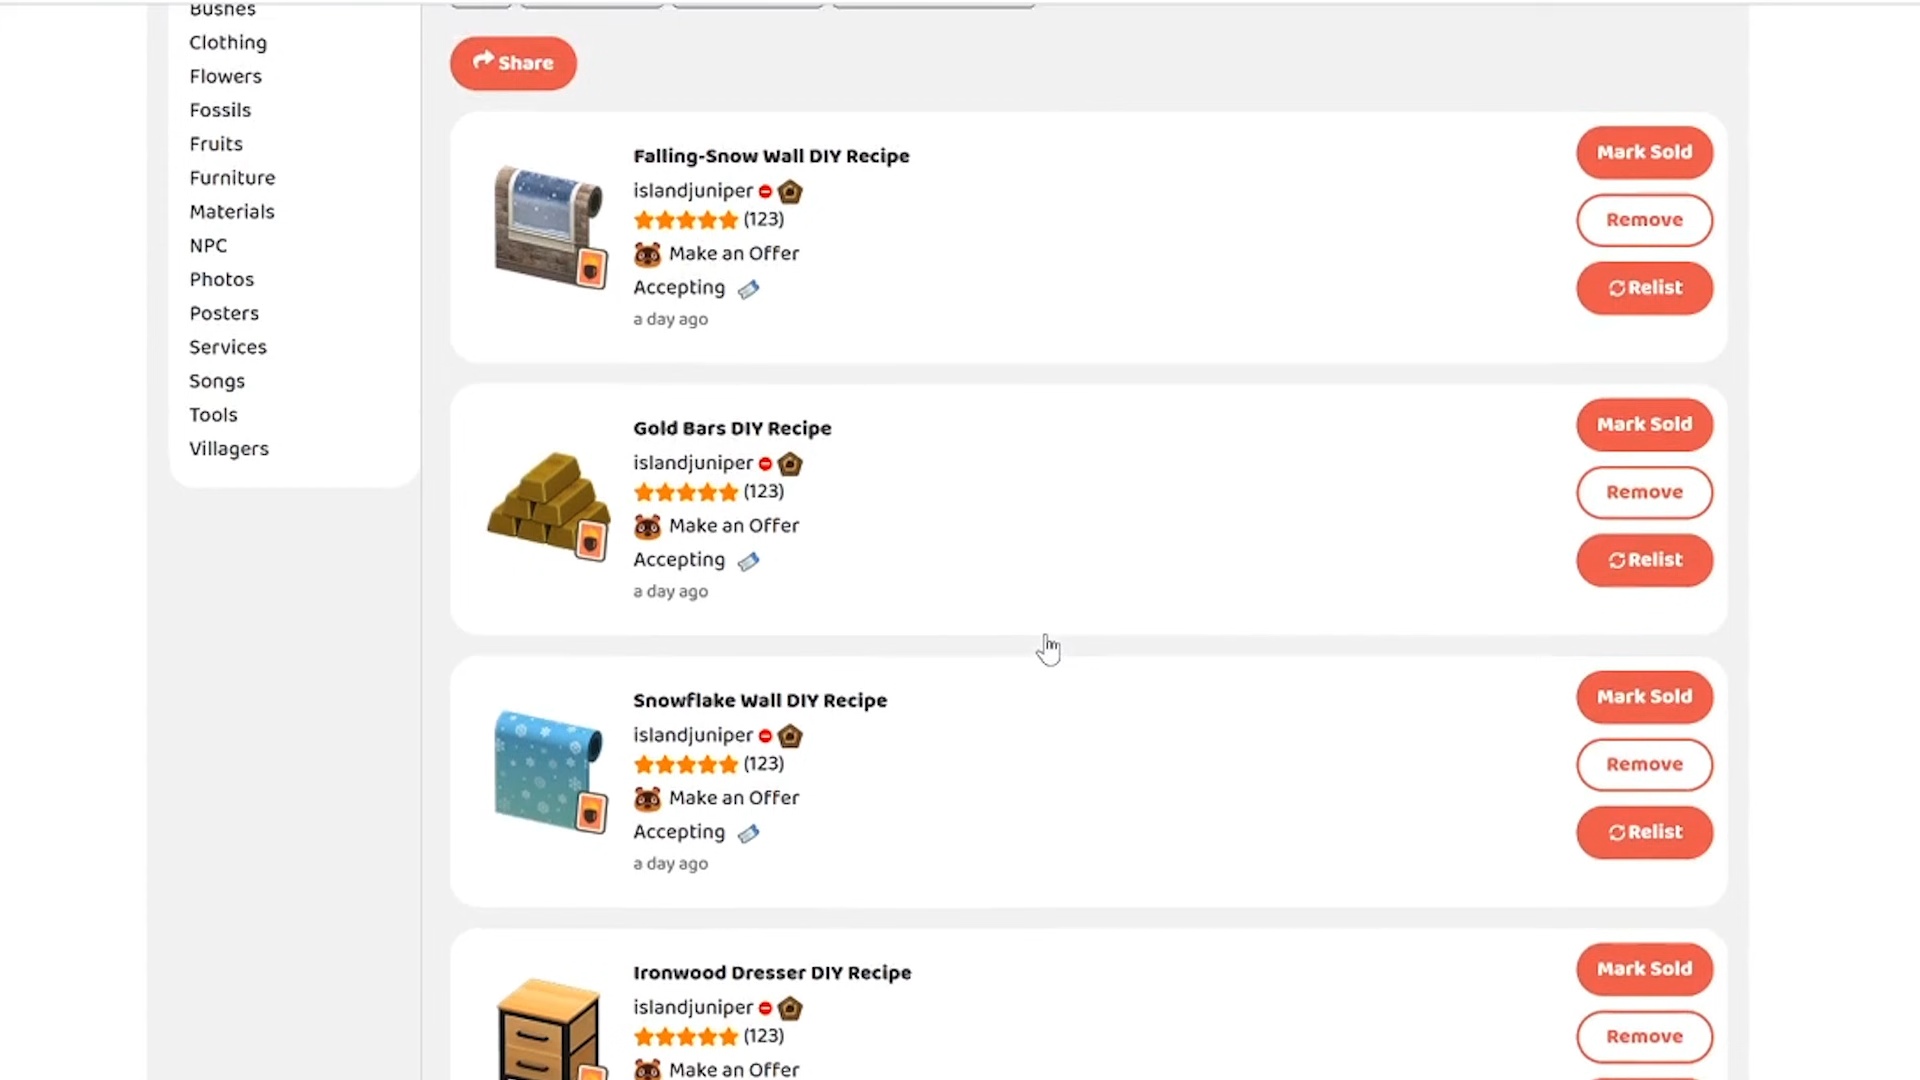 Bushes
Clothing
Flowers
Fossils
Fruits
Furniture
Materials
NPC
Photos
Posters
Services
Songs
Tools
Villagers
Share
Falling-Snow Wall DIY Recipe
islandjuniper
(123)
Make an Offer
Accepting
a day ago
Mark Sold
Remove
Relist
Gold Bars DIY Recipe
islandjuniper
(123)
Make an Offer
Accepting
a day ago
Mark Sold
Remove
Relist
Snowflake Wall DIY Recipe
islandjuniper
(123)
Make an Offer
Accepting
a day ago
Mark Sold
Remove
Relist
Ironwood Dresser DIY Recipe
islandjuniper
(123)
Make an Offer
Mark Sold
Remove